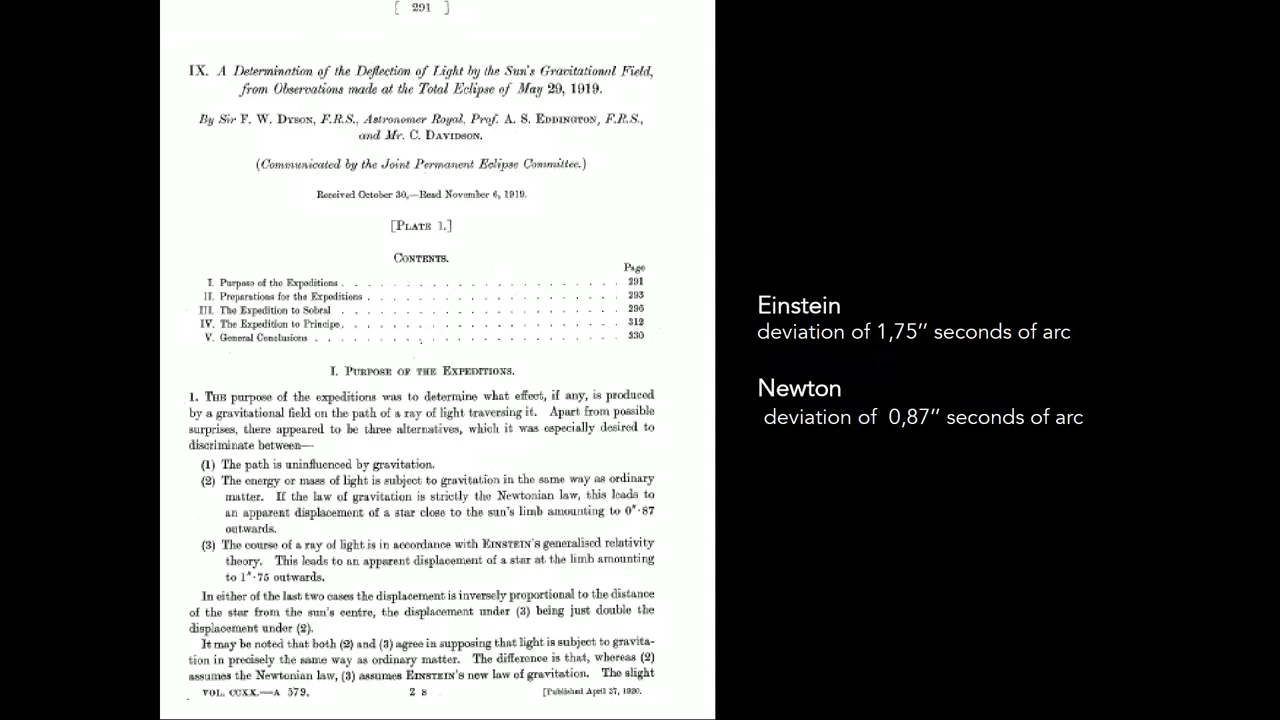 [ 291 ]
IX. A Determination of the Deflection of Light by the Sun's Gravitational Field,
from Observations made at the Total Eclipse of May 29, 1919.
By Sir F. W. DYSON, F.R.S., Astronomer Royal, Prof. A. S. EDDINGTON, F.R.S.,
and Mr. C. DAVIDSON.
(Communicated by the Joint Permanent Eclipse Committee.)
Received October 30,—Read November 6, 1919.
[PLATE 1.]
CONTENTS.
Page
I. Purpose of the Expeditions . . . . . . . . . . . . . . . . . . . . 291
II. Preparations for the Expeditions . . . . . . . . . . . . . . . . . . 293
III. The Expedition to Sobral . . . . . . . . . . . . . . . . . . . . 296
IV. The Expedition to Principe . . . . . . . . . . . . . . . . . . . . 312
V. General Conclusions . . . . . . . . . . . . . . . . . . . . . 330
I. PURPOSE OF THE EXPEDITIONS.
1. THE purpose of the expeditions was to determine what effect, if any, is produced
by a gravitational field on the path of a ray of light traversing it. Apart from possible
surprises, there appeared to be three alternatives, which it was especially desired to
discriminate between—
(1) The path is uninfluenced by gravitation.
(2) The energy or mass of light is subject to gravitation in the same way as ordinary
matter. If the law of gravitation is strictly the Newtonian law, this leads to
an apparent displacement of a star close to the sun's limb amounting to 0″·87
outwards.
(3) The course of a ray of light is in accordance with EINSTEIN'S generalised relativity
theory. This leads to an apparent displacement of a star at the limb amounting
to 1″·75 outwards.
In either of the last two cases the displacement is inversely proportional to the distance
of the star from the sun's centre, the displacement under (3) being just double the
displacement under (2).
It may be noted that both (2) and (3) agree in supposing that light is subject to gravita-
tion in precisely the same way as ordinary matter. The difference is that, whereas (2)
assumes the Newtonian law, (3) assumes EINSTEIN'S new law of gravitation. The slight
VOL. CCXX.—A 579. 2 S [Published April 27, 1920.
Einstein
deviation of 1,75″ seconds of arc
Newton
deviation of 0,87″ seconds of arc